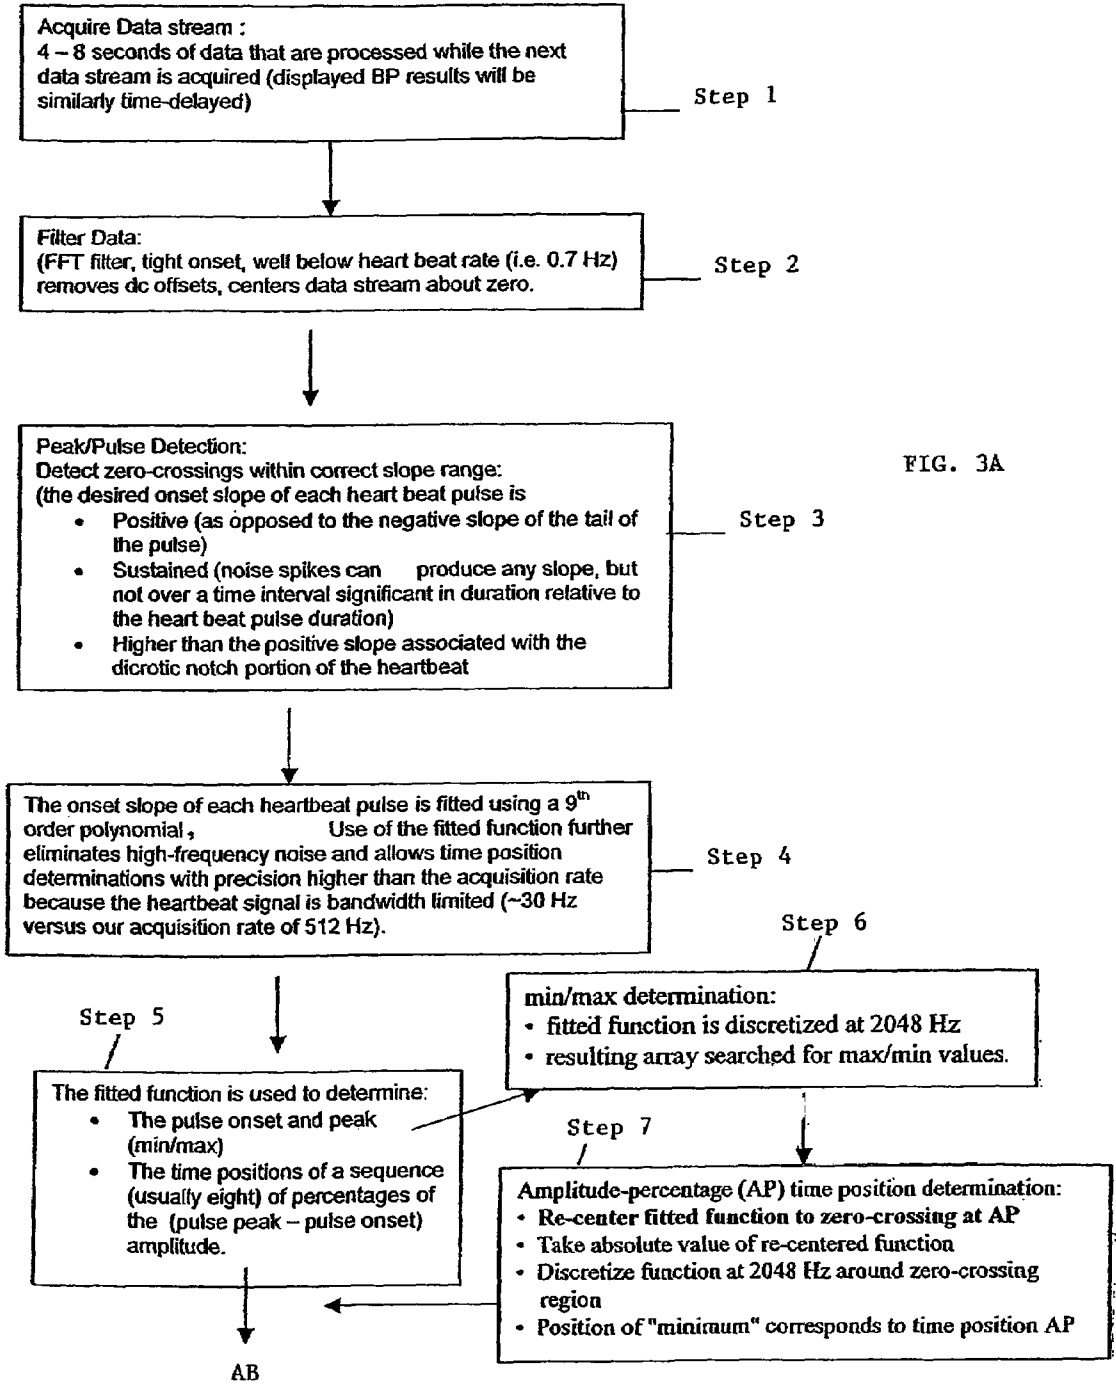 Acquire Data stream :
4 – 8 seconds of data that are processed while the next
data stream is acquired (displayed BP results will be
similarly time-delayed)
Step 1
Filter Data:
(FFT filter, tight onset, well below heart beat rate (i.e. 0.7 Hz)
removes dc offsets, centers data stream about zero.
Step 2
Peak/Pulse Detection:
Detect zero-crossings within correct slope range:
(the desired onset slope of each heart beat pulse is
• Positive (as opposed to the negative slope of the tail of
the pulse)
• Sustained (noise spikes can produce any slope, but
not over a time interval significant in duration relative to
the heart beat pulse duration)
• Higher than the positive slope associated with the
dicrotic notch portion of the heartbeat
Step 3
FIG. 3A
The onset slope of each heartbeat pulse is fitted using a 9th
order polynomial, Use of the fitted function further
eliminates high-frequency noise and allows time position
determinations with precision higher than the acquisition rate
because the heartbeat signal is bandwidth limited (~30 Hz
versus our acquisition rate of 512 Hz).
Step 4
Step 5
The fitted function is used to determine:
• The pulse onset and peak
(min/max)
• The time positions of a sequence
(usually eight) of percentages of
the (pulse peak – pulse onset)
amplitude.
Step 6
min/max determination:
• fitted function is discretized at 2048 Hz
• resulting array searched for max/min values.
Step 7
Amplitude-percentage (AP) time position determination:
• Re-center fitted function to zero-crossing at AP
• Take absolute value of re-centered function
• Discretize function at 2048 Hz around zero-crossing
region
• Position of "minimum" corresponds to time position AP
AB